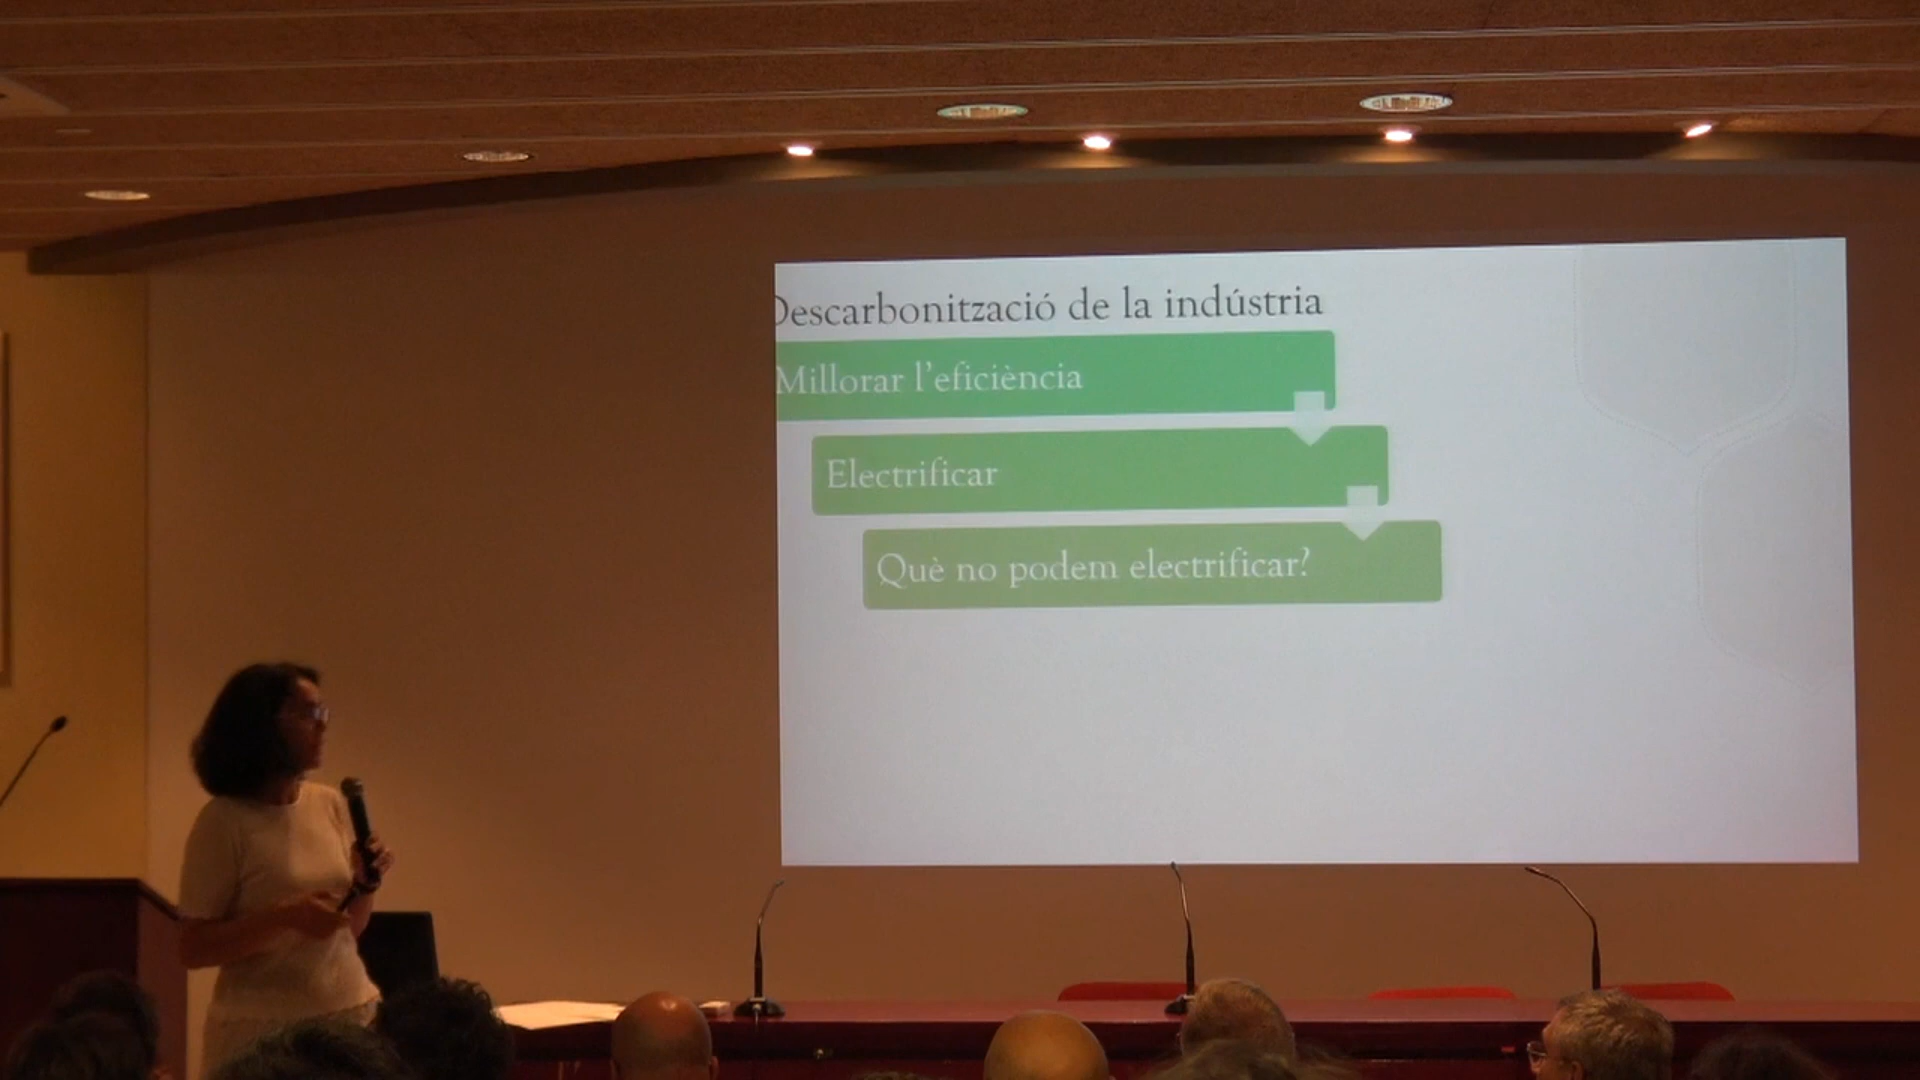 Descarbonització de la indústria
Millorar l’eficiència
Electrificar
Què no podem electrificar?